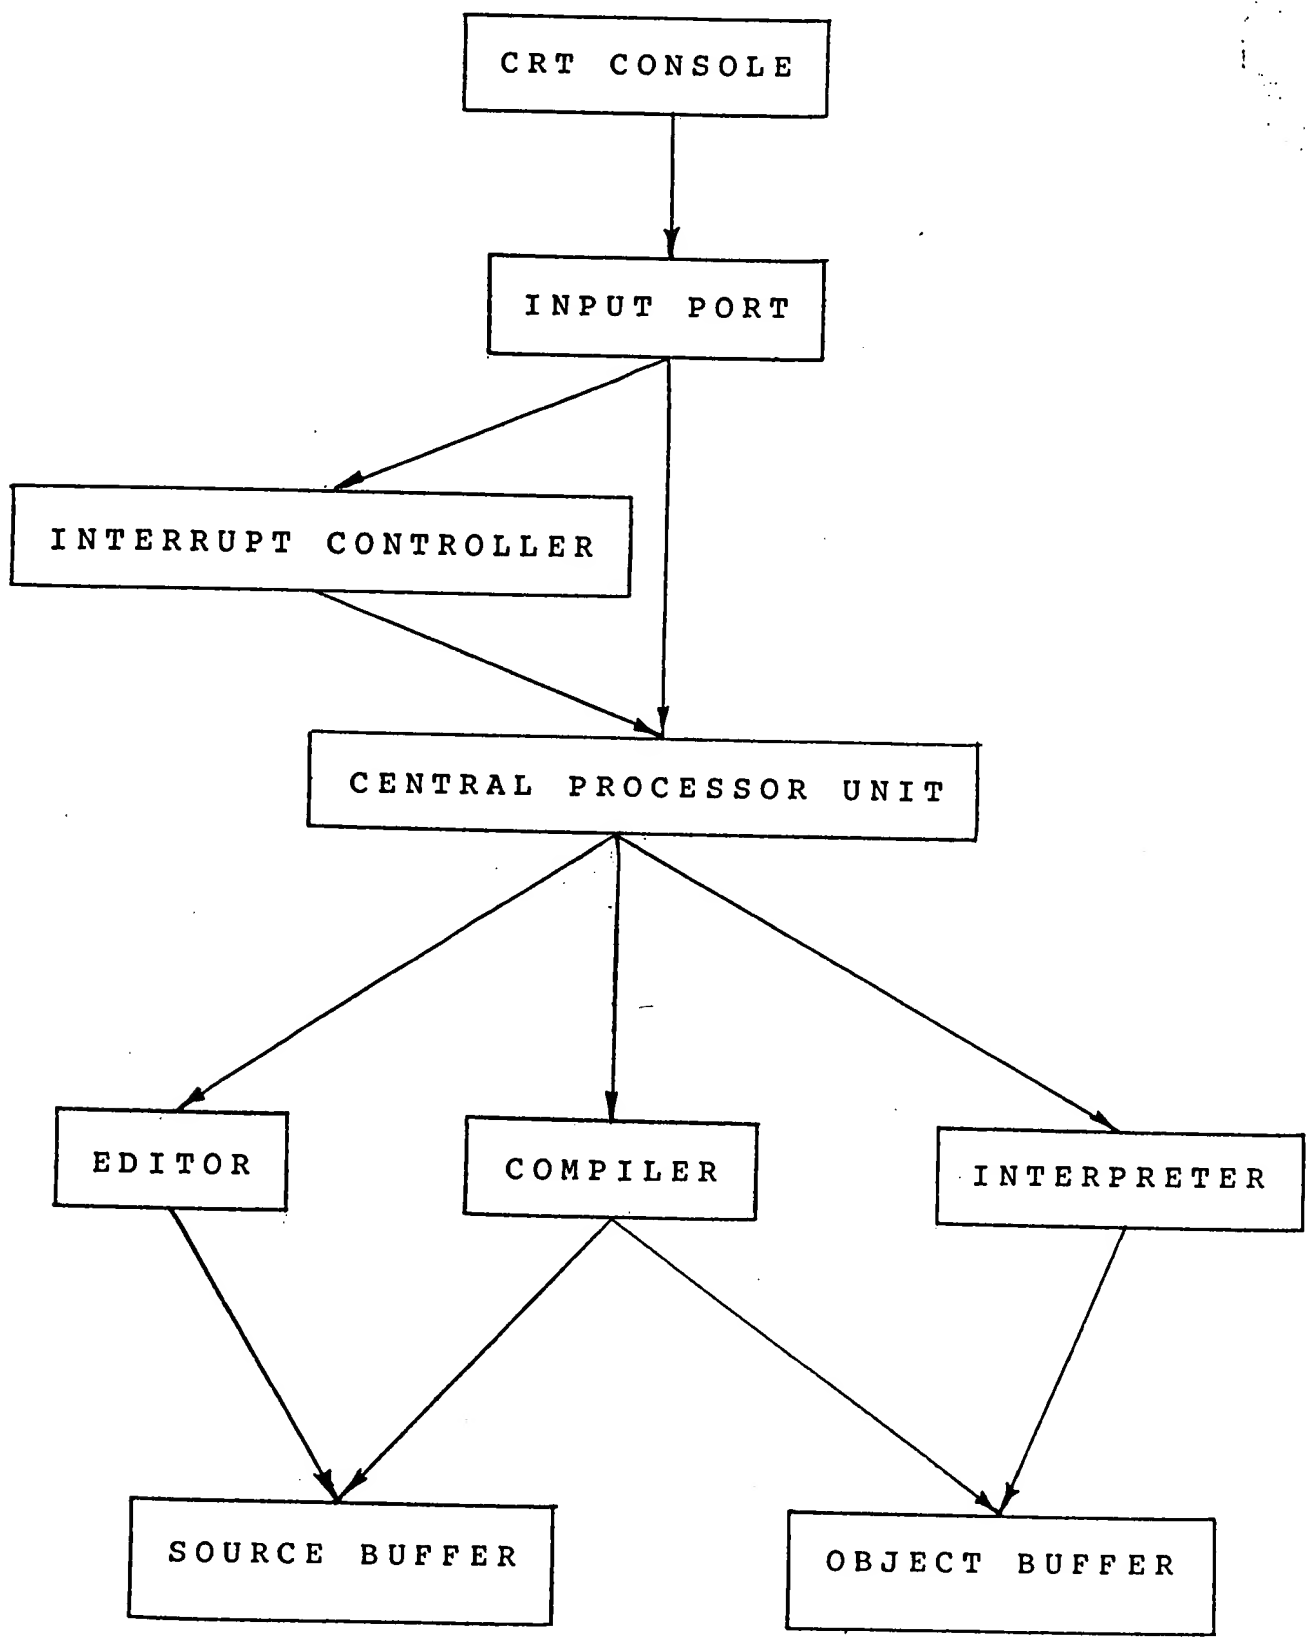 CRT CONSOLE
INPUT PORT
INTERRUPT CONTROLLER
CENTRAL PROCESSOR UNIT
EDITOR
COMPILER
INTERPRETER
SOURCE BUFFER
OBJECT BUFFER